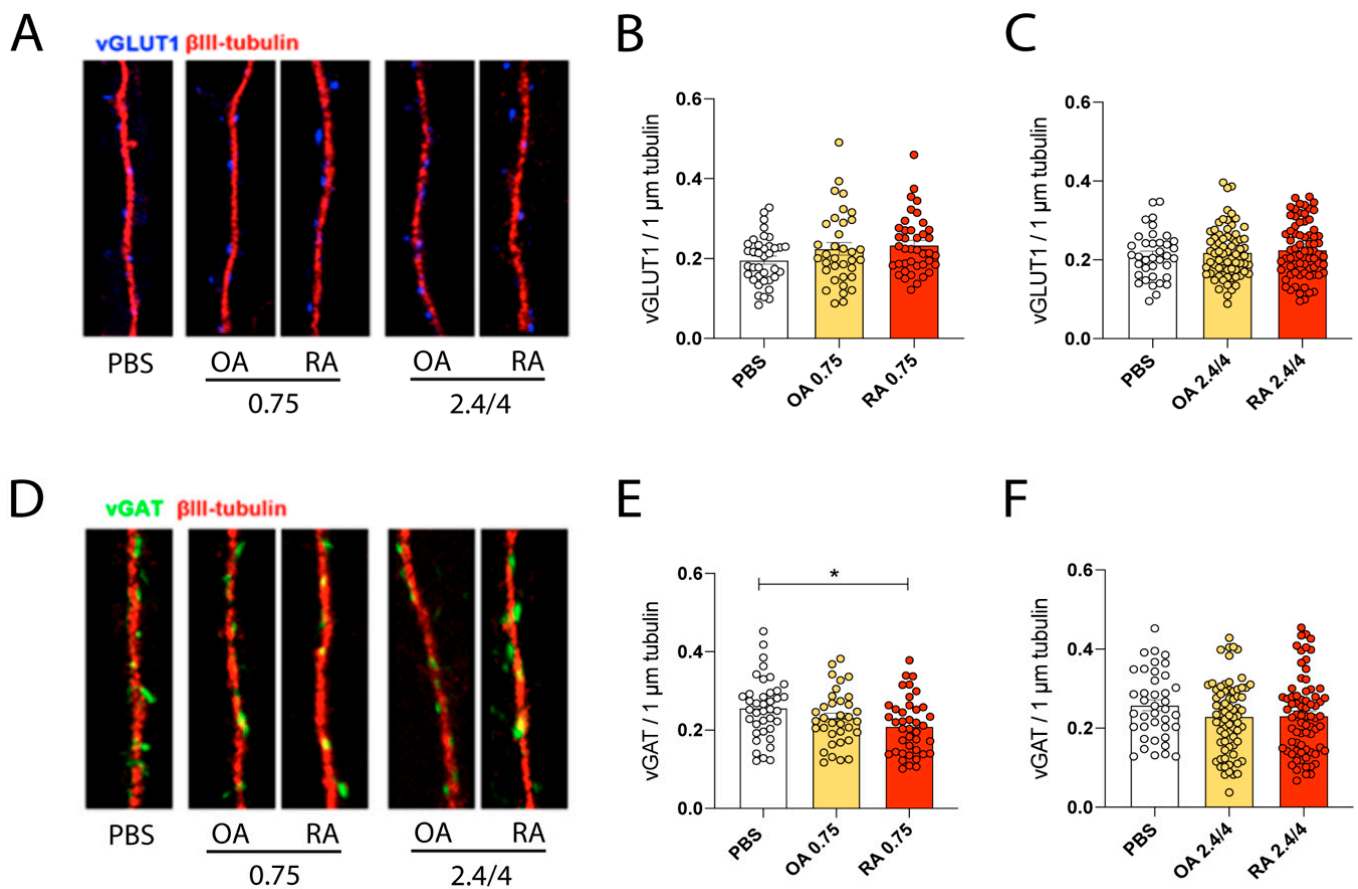 A
vGLUT1 βIII-tubulin
PBS
OA
RA
OA
RA
0.75
2.4/4
B
vGLUT1 / 1 µm tubulin
0.6
0.4
0.2
0.0
PBS
OA 0.75
RA 0.75
C
vGLUT1 / 1 µm tubulin
0.6
0.4
0.2
0.0
PBS
OA 2.4/4
RA 2.4/4
D
vGAT βIII-tubulin
PBS
OA
RA
OA
RA
0.75
2.4/4
E
vGAT / 1 µm tubulin
0.6
0.4
0.2
0.0
*
PBS
OA 0.75
RA 0.75
F
vGAT / 1 µm tubulin
0.6
0.4
0.2
0.0
PBS
OA 2.4/4
RA 2.4/4